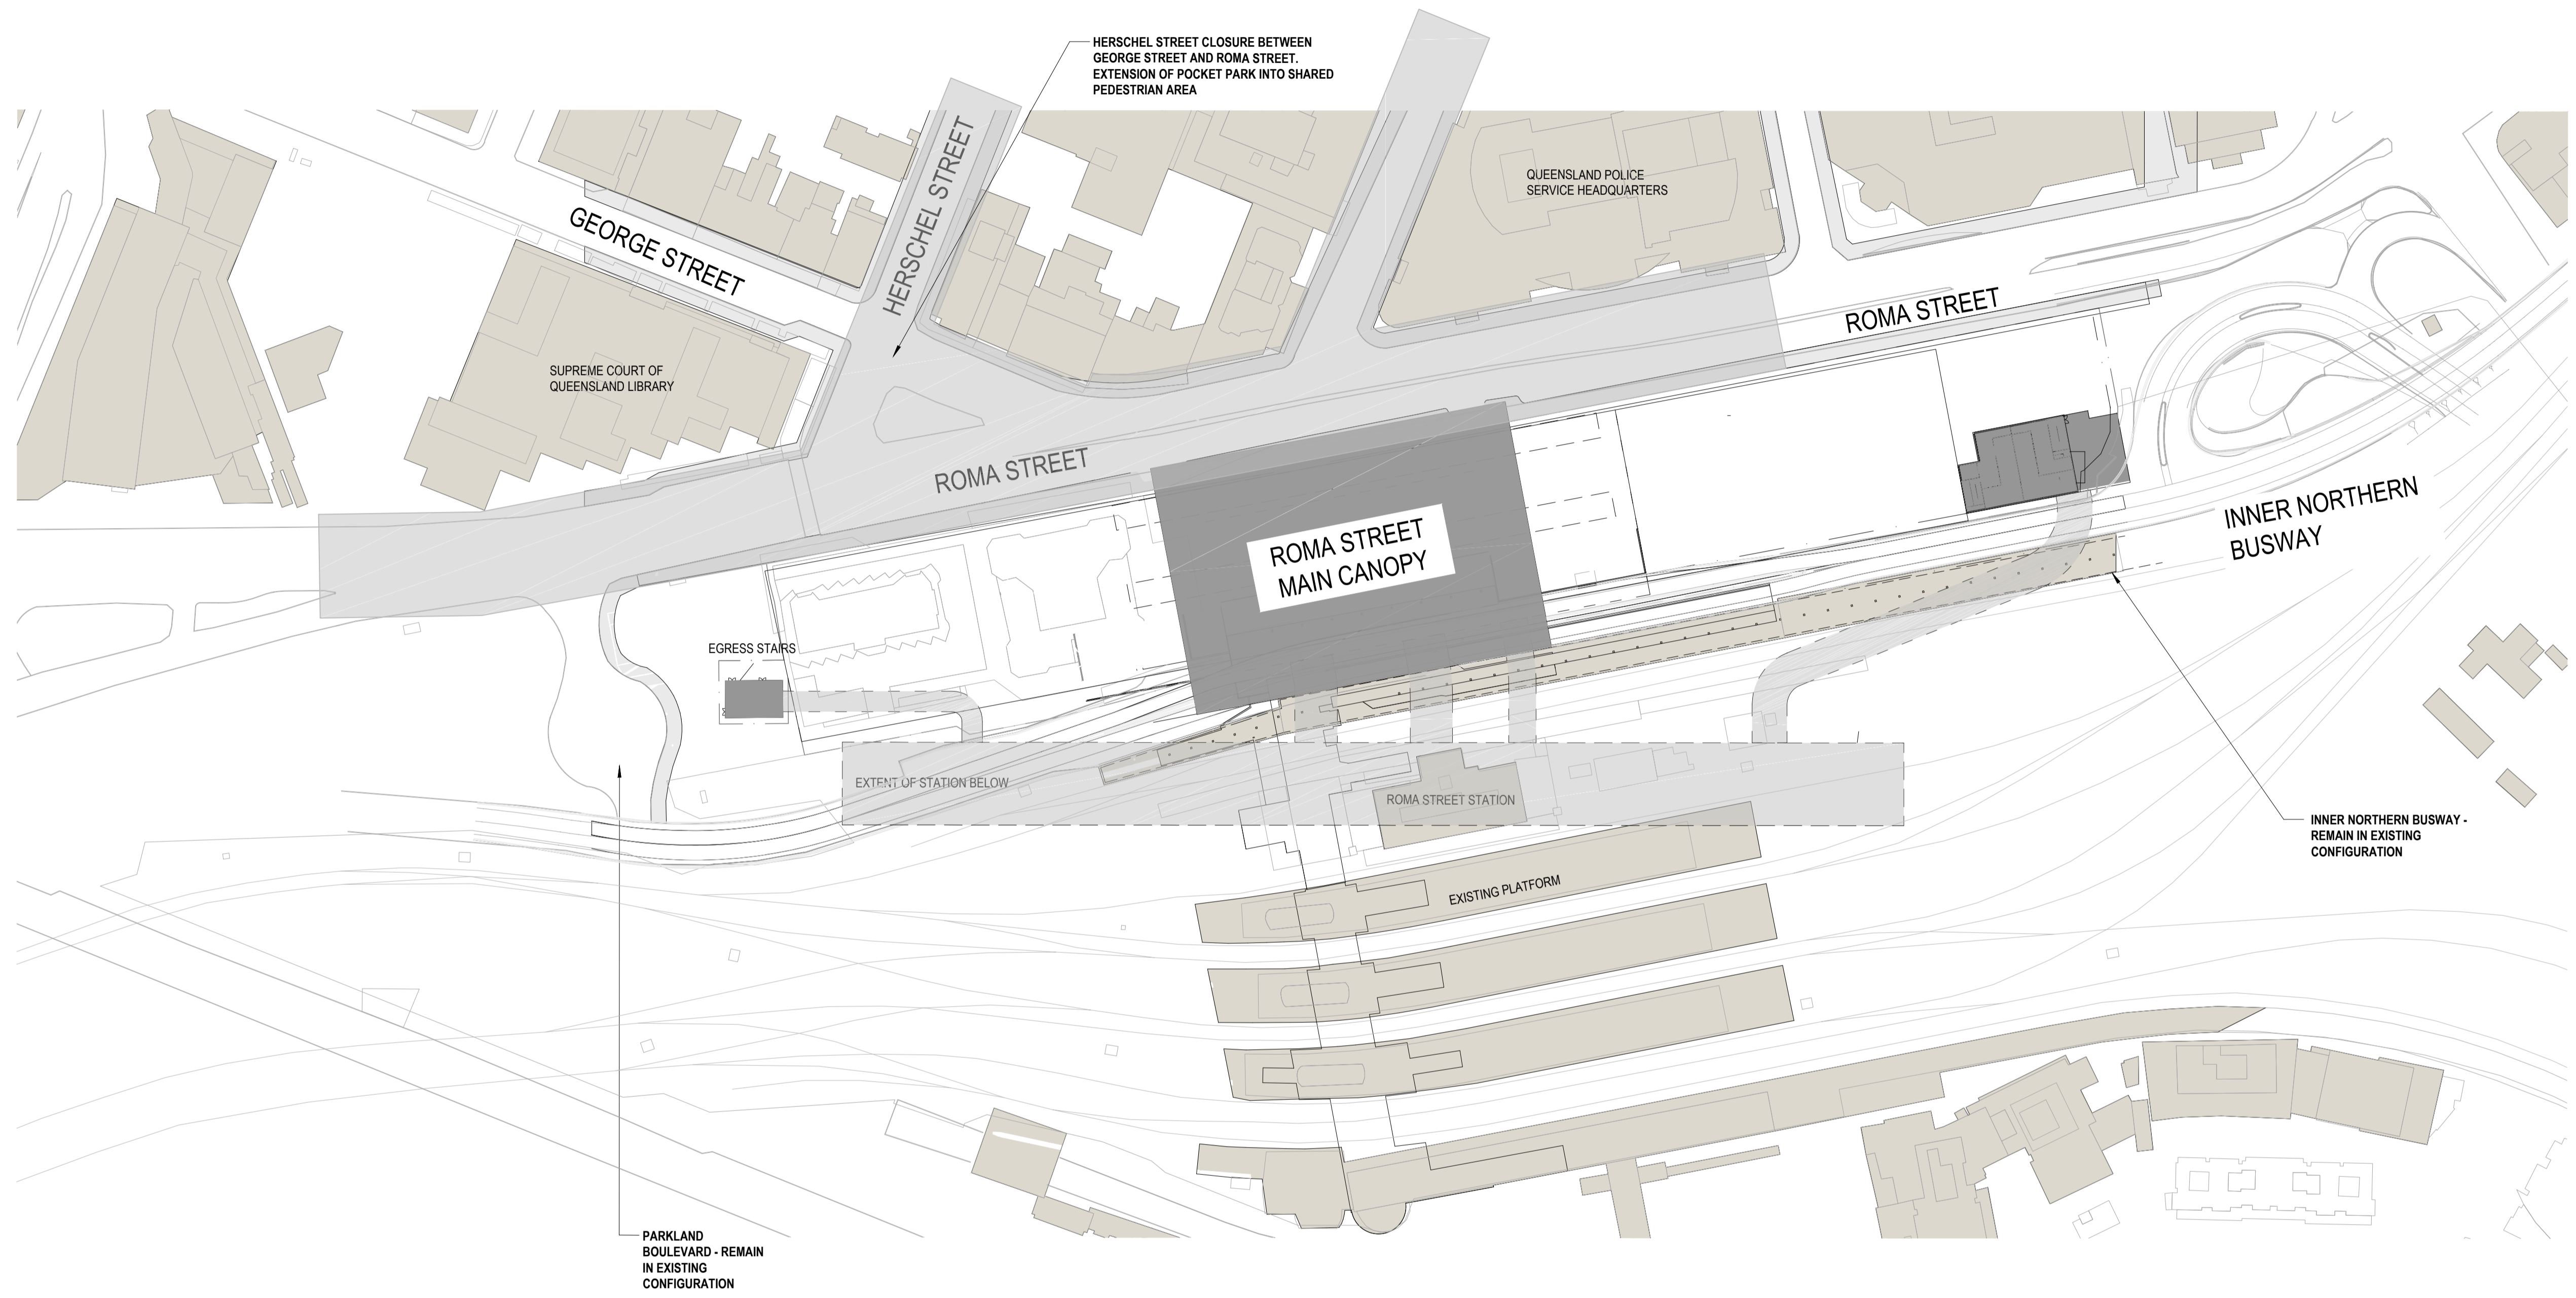 HERSCHEL STREET CLOSURE BETWEEN
GEORGE STREET AND ROMA STREET.
EXTENSION OF POCKET PARK INTO SHARED
PEDESTRIAN AREA
HERSCHEL STREET
GEORGE STREET
QUEENSLAND POLICE
SERVICE HEADQUARTERS
ROMA STREET
SUPREME COURT OF
QUEENSLAND LIBRARY
ROMA STREET
ROMA STREET
MAIN CANOPY
INNER NORTHERN
BUSWAY
EGRESS STAIRS
EXTENT OF STATION BELOW
ROMA STREET STATION
INNER NORTHERN BUSWAY -
REMAIN IN EXISTING
CONFIGURATION
EXISTING PLATFORM
PARKLAND
BOULEVARD - REMAIN
IN EXISTING
CONFIGURATION